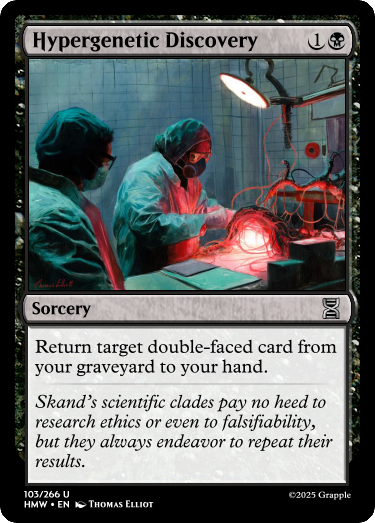 Hypergenetic Discovery 1
Sorcery
Return target double-faced card from
your graveyard to your hand.
Skand's scientific clades pay no heed to
research ethics or even to falsifiability,
but they always endeavor to repeat their
results.
103/266 U
HMW • EN Thomas Elliot
©2025 Grapple